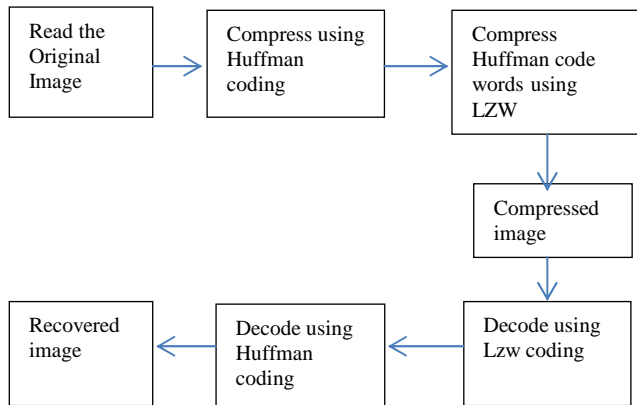 Read the
Original
Image
Compress using
Huffman
coding
Compress
Huffman code
words using
LZW
Compressed
image
Decode using
Lzw coding
Decode using
Huffman
coding
Recovered
image